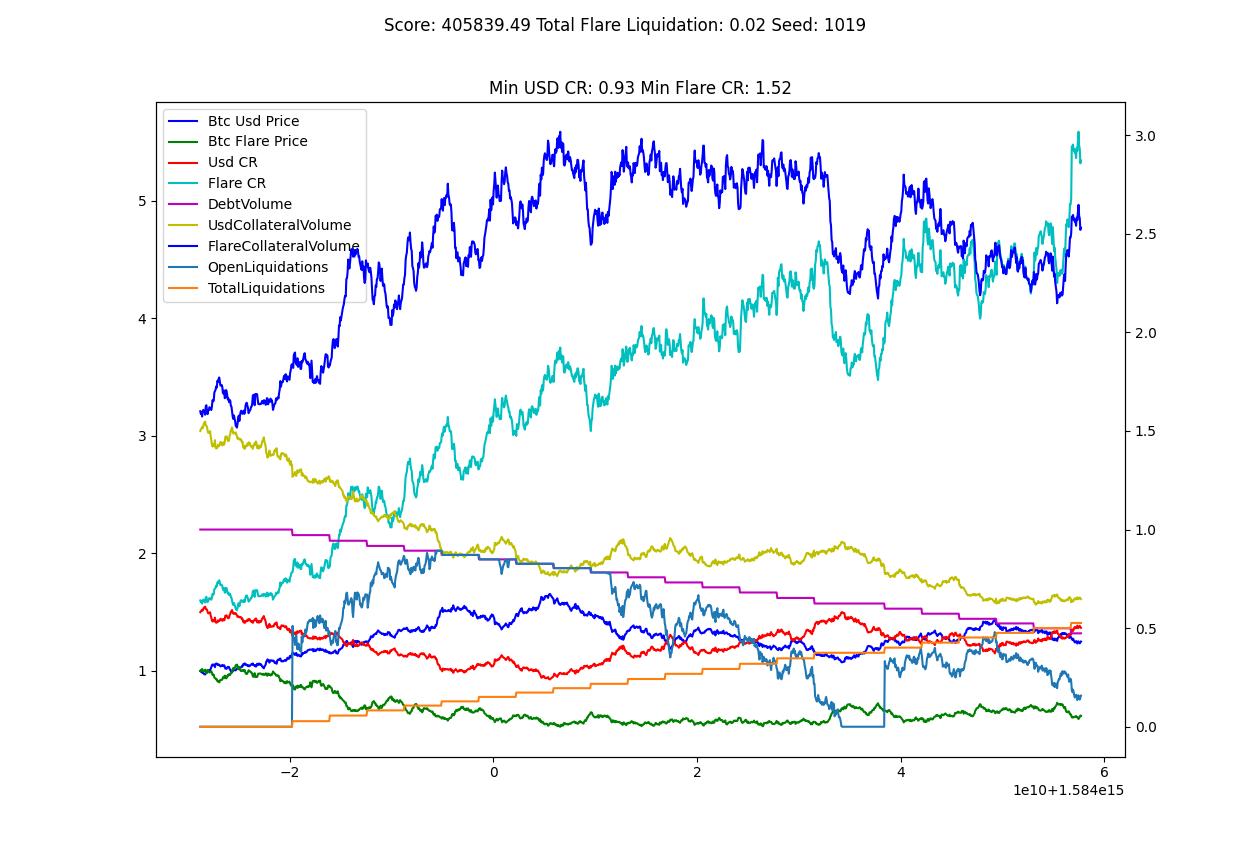 Score: 405839.49 Total Flare Liquidation: 0.02 Seed: 1019
Min USD CR: 0.93 Min Flare CR: 1.52
Btc Usd Price
Btc Flare Price
Usd CR
Flare CR
DebtVolume
UsdCollateralVolume
FlareCollateralVolume
OpenLiquidations
TotalLiquidations
5
4
3
2
1
3.0
2.5
2.0
1.5
1.0
0.5
0.0
−2 0 2 4 6
1e10+1.584e15